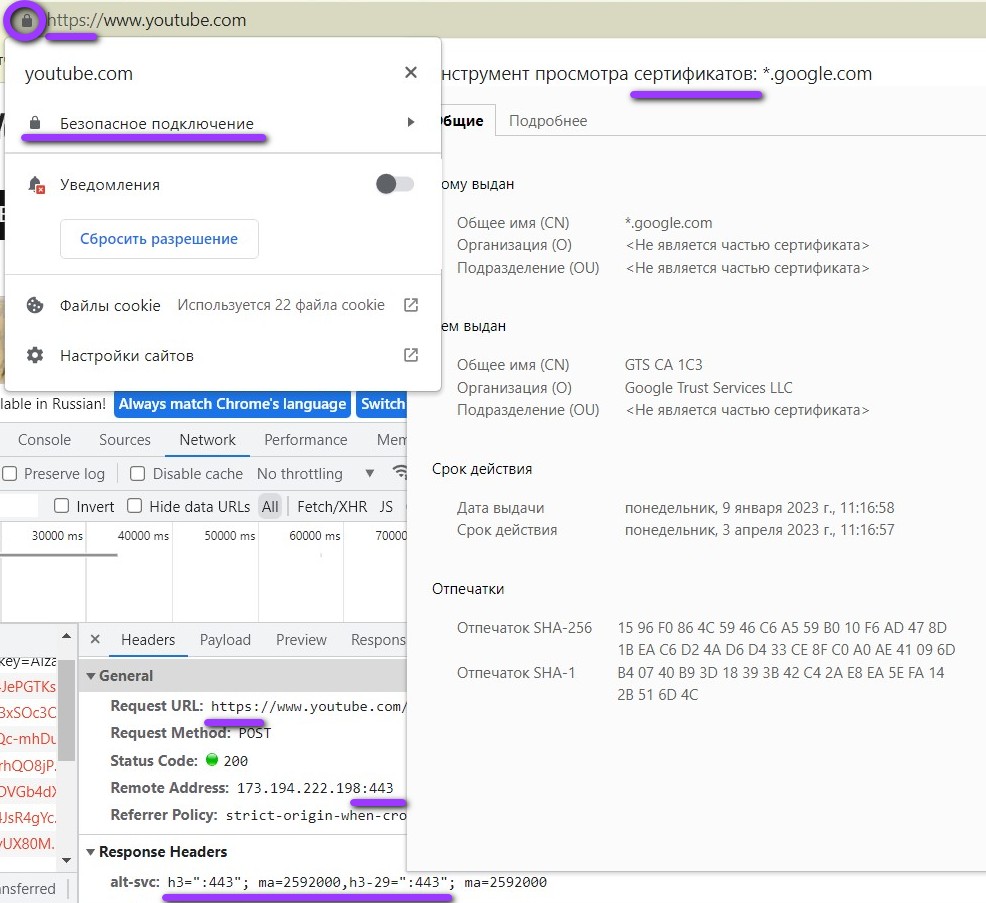 https://www.youtube.com
youtube.com
Безопасное подключение
Уведомления
Сбросить разрешение
Файлы cookie Используется 22 файла cookie
Настройки сайтов
нструмент просмотра сертификатов: *.google.com
бщие Подробнее
ому выдан
Общее имя (CN) *.google.com
Организация (O) <Не является частью сертификата>
Подразделение (OU) <Не является частью сертификата>
ем выдан
Общее имя (CN) GTS CA 1C3
Организация (O) Google Trust Services LLC
Подразделение (OU) <Не является частью сертификата>
Срок действия
Дата выдачи понедельник, 9 января 2023 г., 11:16:58
Срок действия понедельник, 3 апреля 2023 г., 11:16:57
Отпечатки
Отпечаток SHA-256 15 96 F0 86 4C 59 46 C6 A5 59 B0 10 F6 AD 47 8D
1B EA C6 D2 4A D6 D4 33 CE 8F C0 A0 AE 41 09 6D
Отпечаток SHA-1 B4 07 40 B9 3D 18 39 3B 42 C4 2A E8 EA 5E FA 14
2B 51 6D 4C
lable in Russian! Always match Chrome's language Switch
Console Sources Network Performance Mem
Preserve log Disable cache No throttling
Invert Hide data URLs All Fetch/XHR JS
30000 ms 40000 ms 50000 ms 60000 ms 70000
Headers Payload Preview Respons
key=AIza
JePGTKs
3xSOc3C
Qc-mhDu
rhQO8jP.
OVGb4dX
IJsR4gYc.
yUX80M.
nsferred
General
Request URL: https://www.youtube.com/
Request Method: POST
Status Code: 200
Remote Address: 173.194.222.198:443
Referrer Policy: strict-origin-when-cro
Response Headers
alt-svc: h3=":443"; ma=2592000,h3-29=":443"; ma=2592000